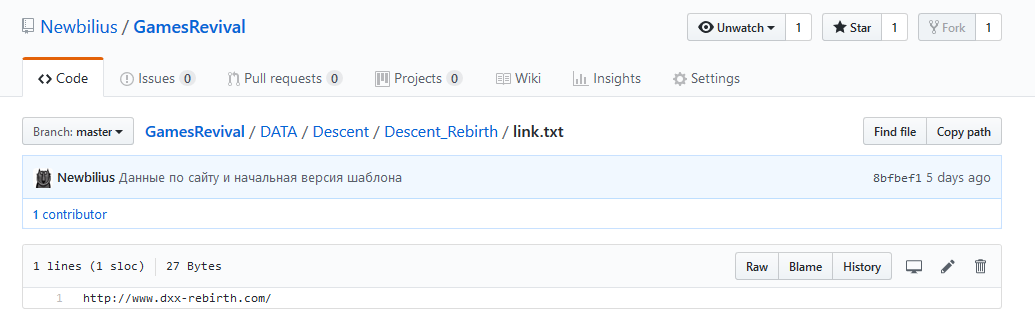 Newbilius / GamesRevival
Unwatch 1
Star 1
Fork 1
Code
Issues 0
Pull requests 0
Projects 0
Wiki
Insights
Settings
Branch: master
GamesRevival / DATA / Descent / Descent_Rebirth / link.txt
Find file
Copy path
Newbilius Данные по сайту и начальная версия шаблона
8bfbef1 5 days ago
1 contributor
1 lines (1 sloc) 27 Bytes
Raw
Blame
History
1 http://www.dxx-rebirth.com/